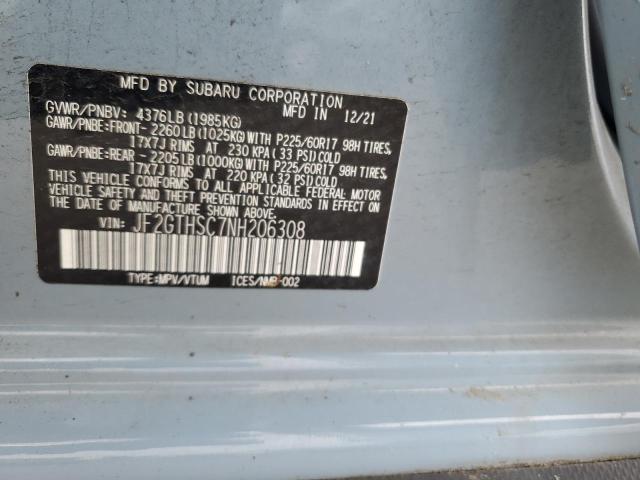 MFD BY SUBARU CORPORATION
GVWR/PNBV: 4376LB(1985KG) MFD IN 12/21
GAWR/PNBE:FRONT- 2260LB(1025KG)WITH P225/60R17 98H TIRES,
17X7J RIMS AT 230 KPA(33 PSI)COLD
GAWR/PNBE:REAR - 2205LB(1000KG)WITH P225/60R17 98H TIRES,
17X7J RIMS AT 220 KPA(32 PSI)COLD
THIS VEHICLE CONFORMS TO ALL APPLICABLE FEDERAL MOTOR
VEHICLE SAFETY AND THEFT PREVENTION STANDARDS IN EFFECT ON
THE DATE OF MANUFACTURE SHOWN ABOVE.
VIN: JF2GTHSC7NH206308
TYPE:MPV/VTUM ICES/NMB-002